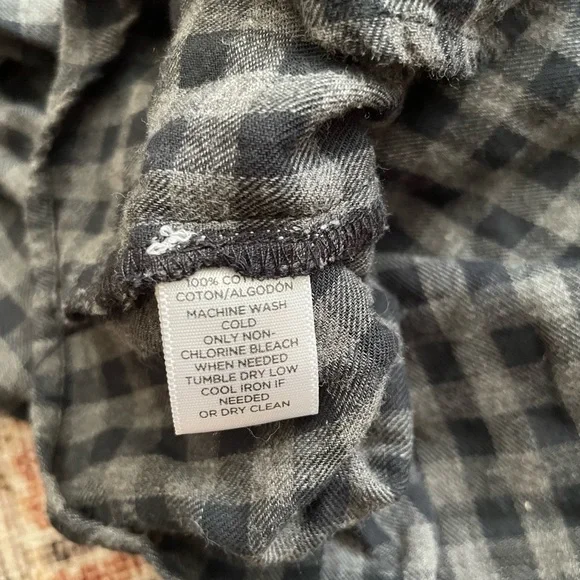 100% CO
COTON/ALGODÓN
MACHINE WASH
COLD
ONLY NON-
CHLORINE BLEACH
WHEN NEEDED
TUMBLE DRY LOW
COOL IRON IF
NEEDED
OR DRY CLEAN